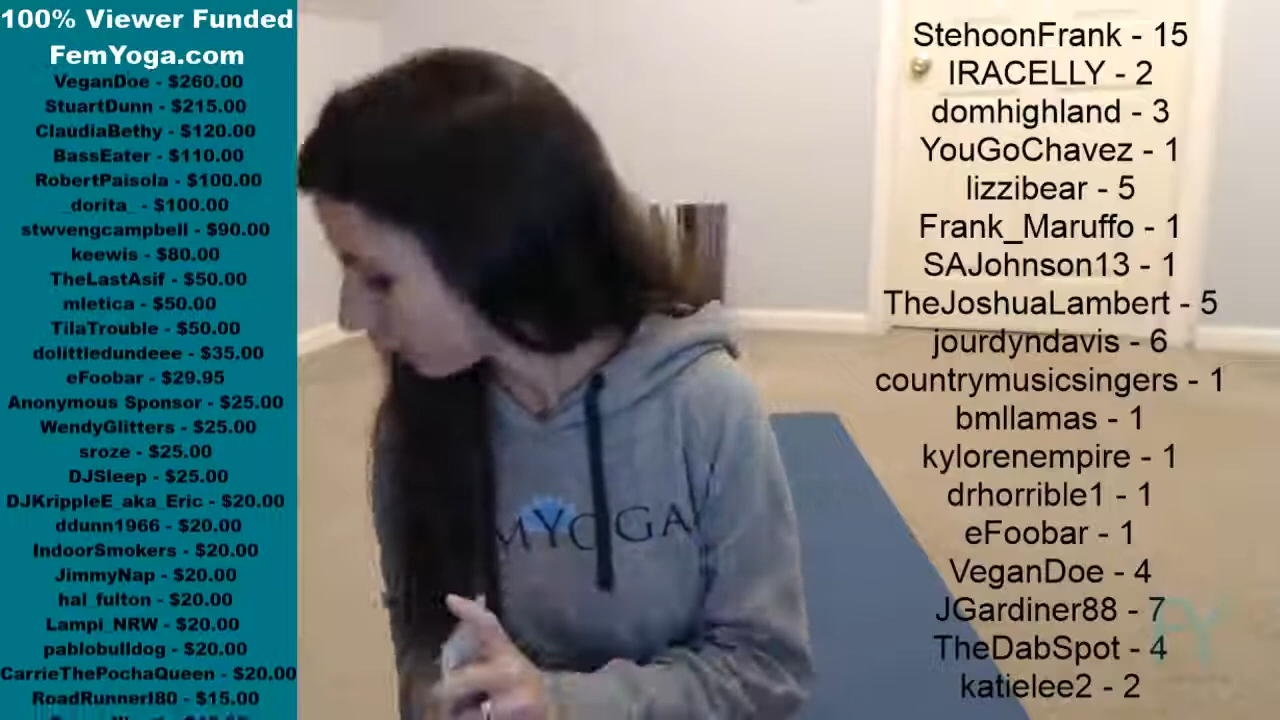 100% Viewer Funded
FemYoga.com
VeganDoe - $260.00
StuartDunn - $215.00
ClaudiaBethy - $120.00
BassEater - $110.00
RobertPaisola - $100.00
_dorita_ - $100.00
stwvengcampbell - $90.00
keewis - $80.00
TheLastAsif - $50.00
mletica - $50.00
TilaTrouble - $50.00
dolittledundeee - $35.00
eFoobar - $29.95
Anonymous Sponsor - $25.00
WendyGlitters - $25.00
sroze - $25.00
DJSleep - $25.00
DJKrippleE_aka_Eric - $20.00
ddunn1966 - $20.00
IndoorSmokers - $20.00
JimmyNap - $20.00
hal_fulton - $20.00
Lampi_NRW - $20.00
pablobulldog - $20.00
CarrieThePochaQueen - $20.00
RoadRunnerI80 - $15.00
MYOGA
StehoonFrank - 15
IRACELLY - 2
domhighland - 3
YouGoChavez - 1
lizzibear - 5
Frank_Maruffo - 1
SAJohnson13 - 1
TheJoshuaLambert - 5
jourdyndavis - 6
countrymusicsingers - 1
bmllamas - 1
kylorenempire - 1
drhorrible1 - 1
eFoobar - 1
VeganDoe - 4
JGardiner88 - 7
TheDabSpot - 4
katielee2 - 2
FY